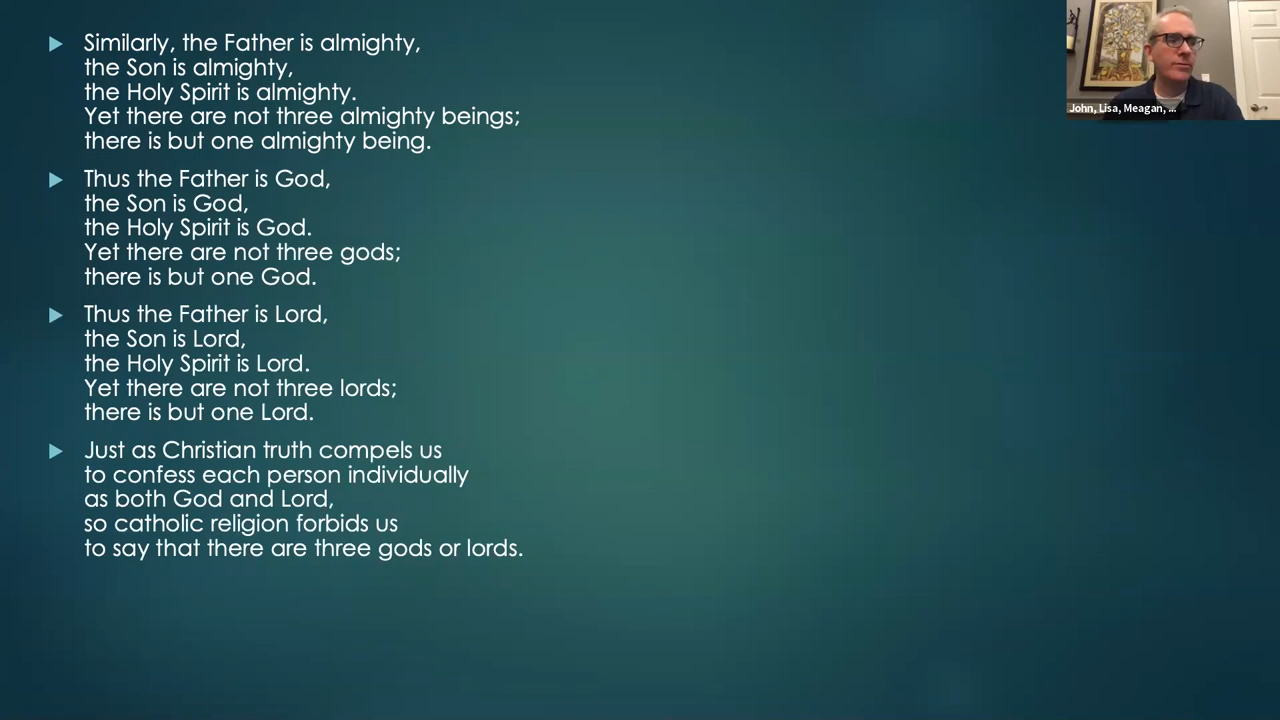 Similarly, the Father is almighty,
the Son is almighty,
the Holy Spirit is almighty.
Yet there are not three almighty beings;
there is but one almighty being.
Thus the Father is God,
the Son is God,
the Holy Spirit is God.
Yet there are not three gods;
there is but one God.
Thus the Father is Lord,
the Son is Lord,
the Holy Spirit is Lord.
Yet there are not three lords;
there is but one Lord.
Just as Christian truth compels us
to confess each person individually
as both God and Lord,
so catholic religion forbids us
to say that there are three gods or lords.
John, Lisa, Meagan, ...